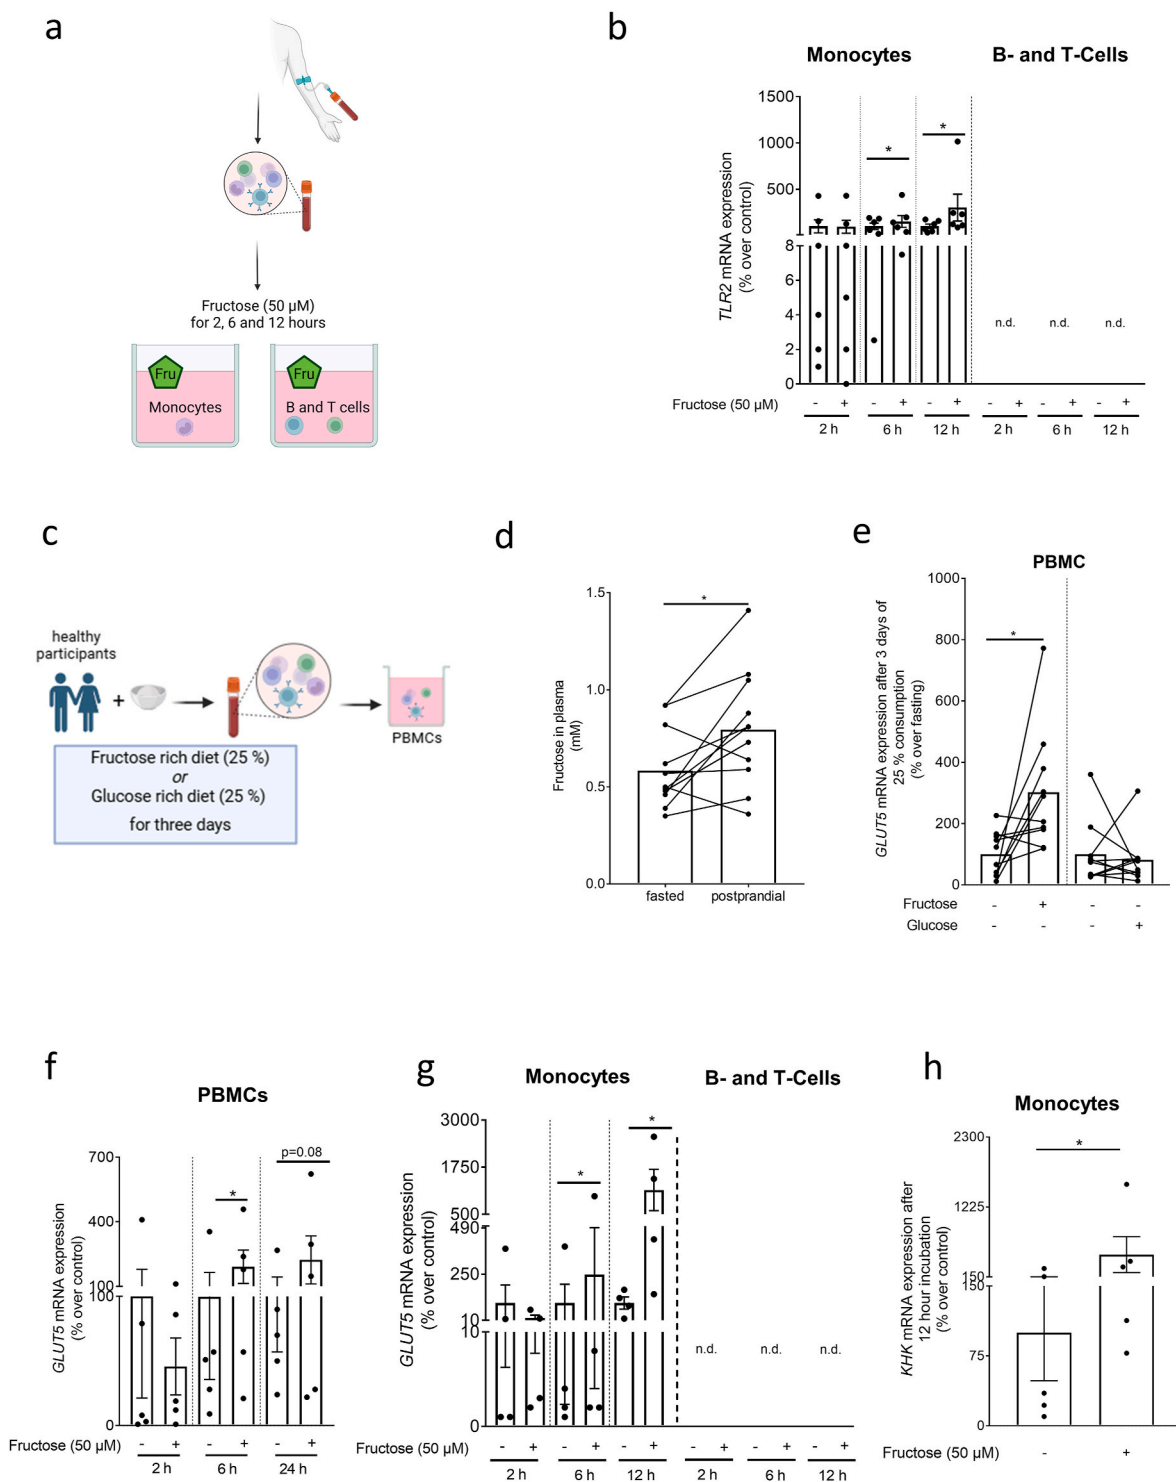 a
Fructose (50 µM)
for 2, 6 and 12 hours
Fru
Monocytes
Fru
B and T cells
b
Monocytes
B- and T-Cells
TLR2 mRNA expression
(% over control)
1500
1000
500
8
6
4
2
0
*
*
n.d.
n.d.
n.d.
Fructose (50 µM)
- + - + - + - + - + - +
2 h 6 h 12 h 2 h 6 h 12 h
c
healthy
participants
+
PBMCs
Fructose rich diet (25 %)
or
Glucose rich diet (25 %)
for three days
d
Fructose in plasma
(mM)
1.5
1.0
0.5
0.0
*
fasted postprandial
e
PBMC
GLUT5 mRNA expression after 3 days of
25 % consumption
(% over fasting)
1000
800
600
400
200
0
*
Fructose - + - -
Glucose - - - +
f
PBMCs
GLUT5 mRNA expression
(% over control)
700
400
100
100
0
*
p=0.08
Fructose (50 µM) - + - + - +
2 h 6 h 24 h
g
Monocytes
B- and T-Cells
GLUT5 mRNA expression
(% over control)
3000
1750
500
490
250
10
10
0
*
*
n.d.
n.d.
n.d.
Fructose (50 µM) - + - + - + - + - + - +
2 h 6 h 12 h 2 h 6 h 12 h
h
Monocytes
KHK mRNA expression after
12 hour incubation
(% over control)
2300
1225
150
150
75
0
*
Fructose (50 µM) - +